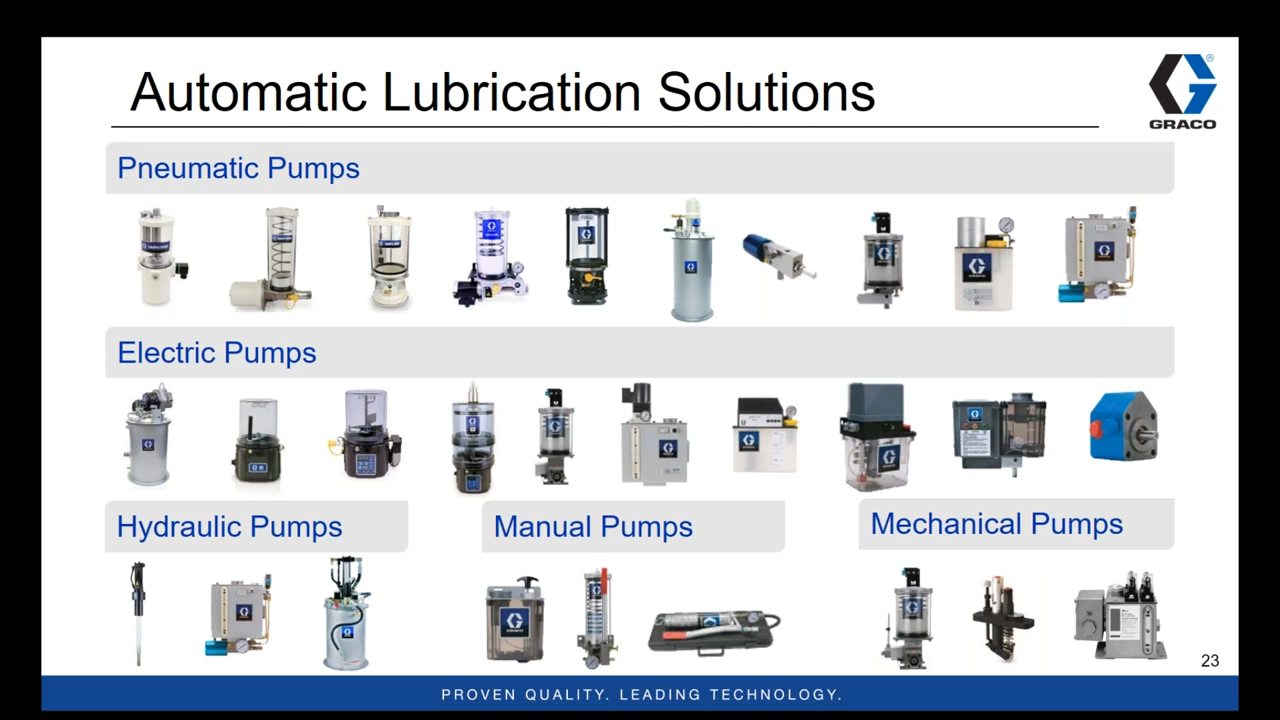 Automatic Lubrication Solutions
GRACO
Pneumatic Pumps
Electric Pumps
Hydraulic Pumps
Manual Pumps
Mechanical Pumps
23
PROVEN QUALITY. LEADING TECHNOLOGY.